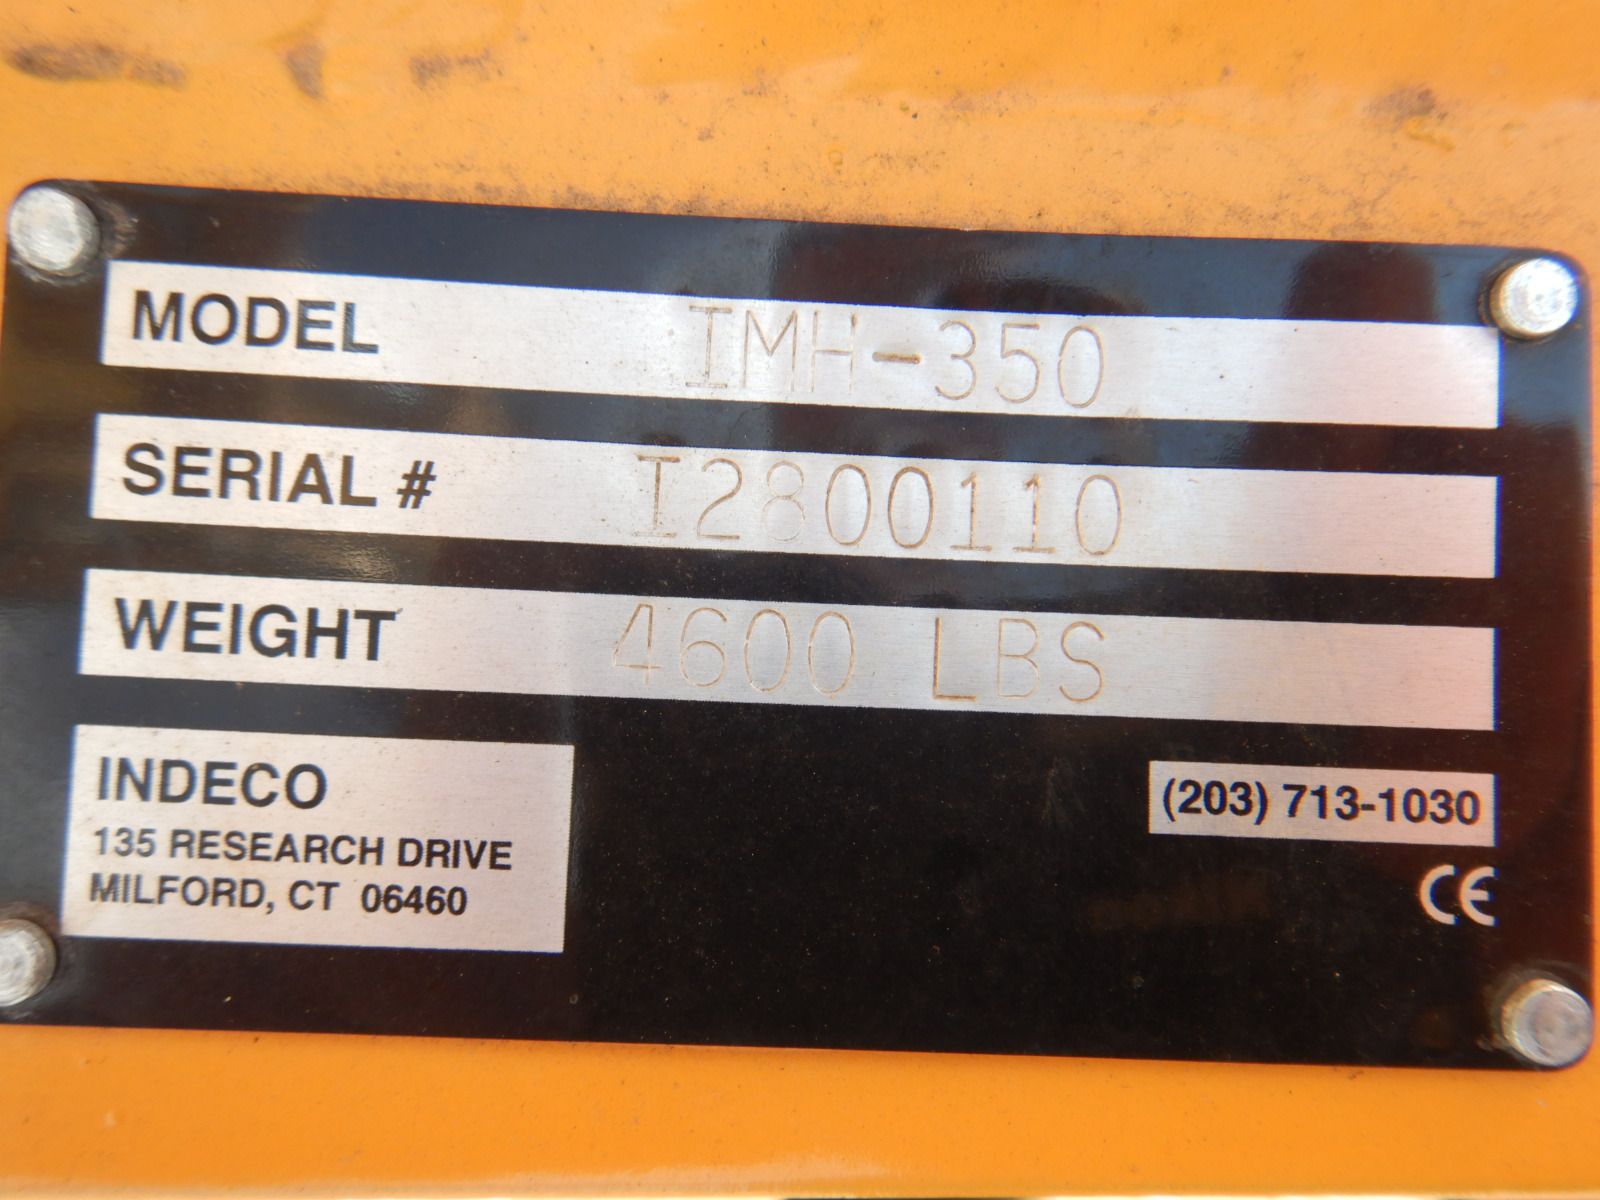 MODEL IMH-350
SERIAL # I2800110
WEIGHT 4600 LBS
INDECO
135 RESEARCH DRIVE
MILFORD, CT 06460
(203) 713-1030
CE